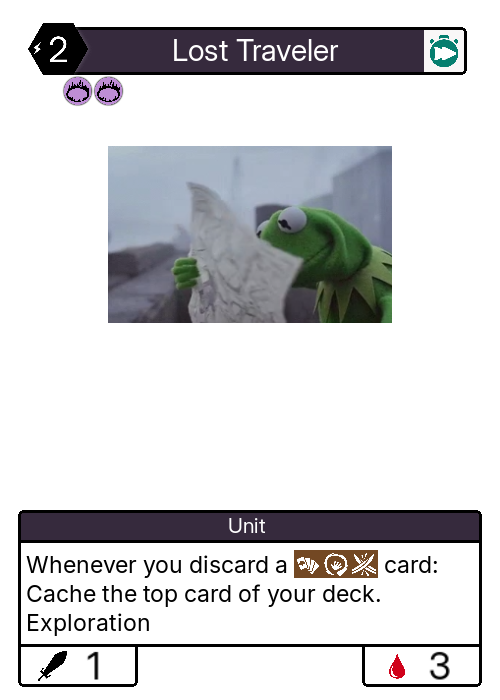 2
Lost Traveler
Unit
Whenever you discard a card:
Cache the top card of your deck.
Exploration
1
3